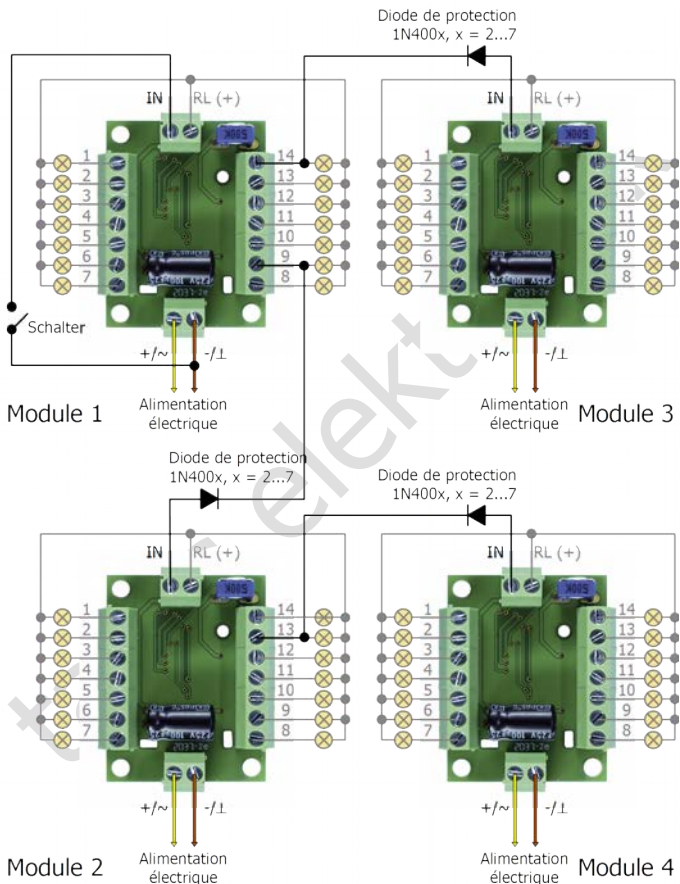 Diode de protection
1N400x, x = 2...7
IN RL (+)
1
2
3
4
5
6
7
14
13
12
11
10
9
8
Schalter
+/~ -/⊥
Alimentation
électrique
Module 1
IN RL (+)
1
2
3
4
5
6
7
14
13
12
11
10
9
8
+/~ -/⊥
Alimentation
électrique
Module 3
Diode de protection
1N400x, x = 2...7
Diode de protection
1N400x, x = 2...7
IN RL (+)
1
2
3
4
5
6
7
14
13
12
11
10
9
8
+/~ -/⊥
Alimentation
électrique
Module 2
IN RL (+)
1
2
3
4
5
6
7
14
13
12
11
10
9
8
+/~ -/⊥
Alimentation
électrique
Module 4